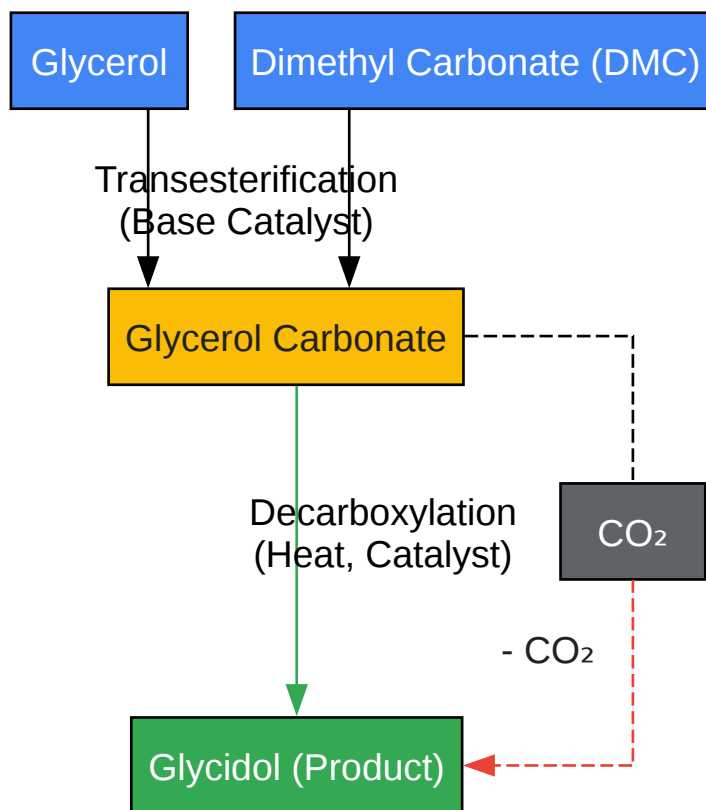 Glycerol
Dimethyl Carbonate (DMC)
Transesterification
(Base Catalyst)
Glycerol Carbonate
Decarboxylation
(Heat, Catalyst)
CO₂
- CO₂
Glycidol (Product)